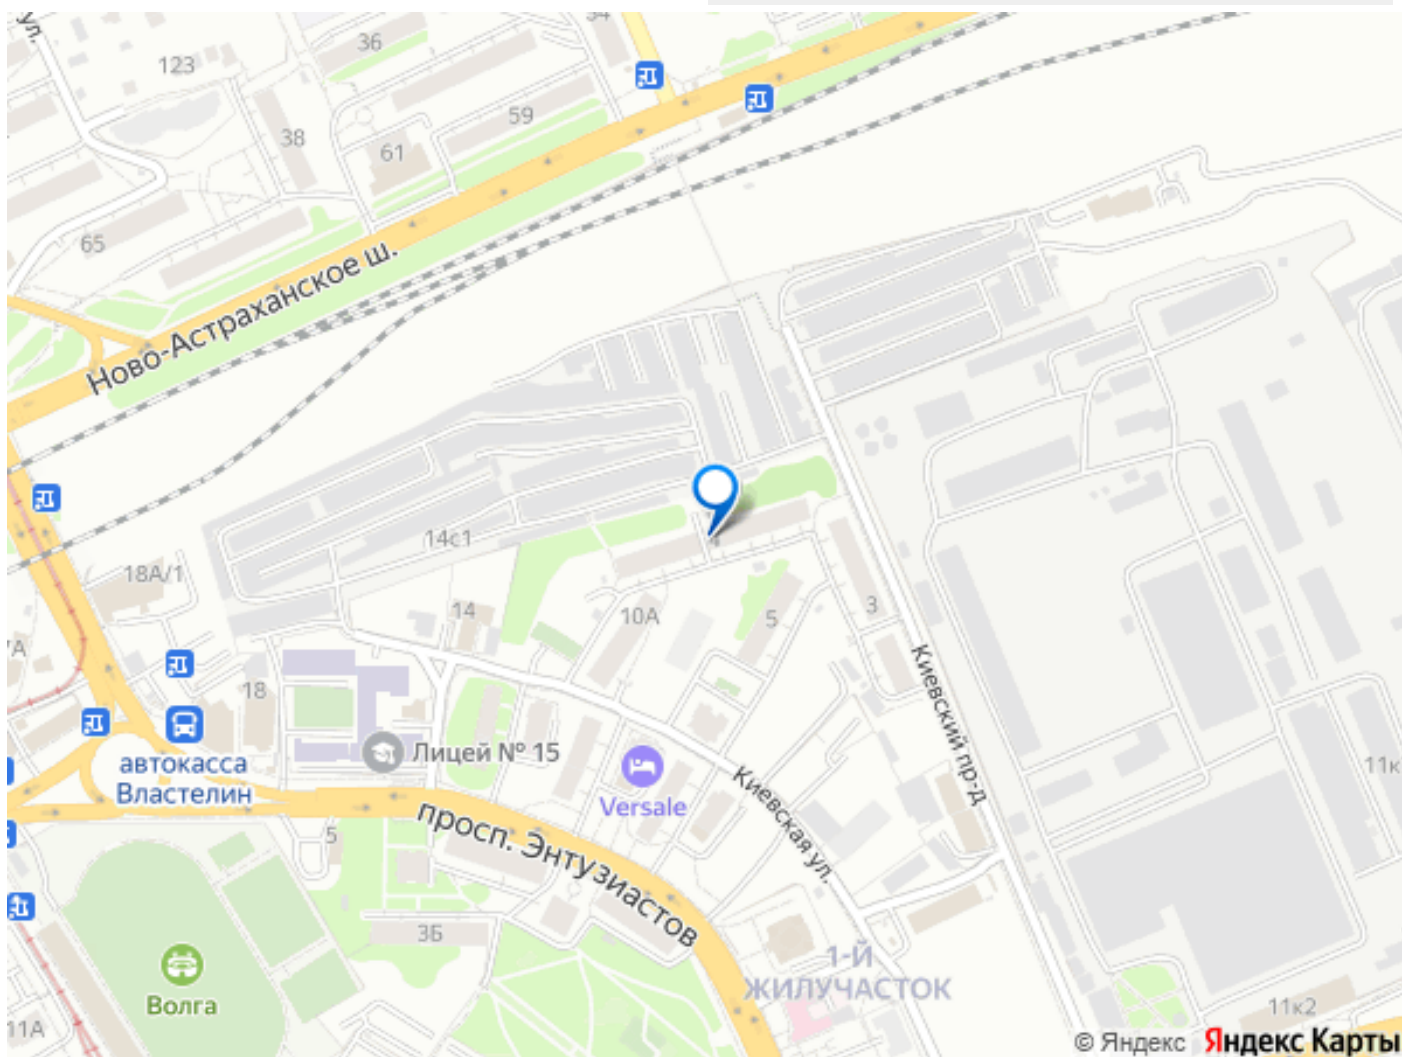 ул.
36
34
123
59
38
61
65
Ново-Астраханское ш.
14с1
18А/1
14
10А
5
3
7А
18
Киевский пр-д
Лицей № 15
автокасса
Властелин
Versale
Киевская ул.
11к
просп. Энтузиастов
5
3Б
Волга
1-Й
ЖИЛУЧАСТОК
11А
11к2
© Яндекс Яндекс Карты